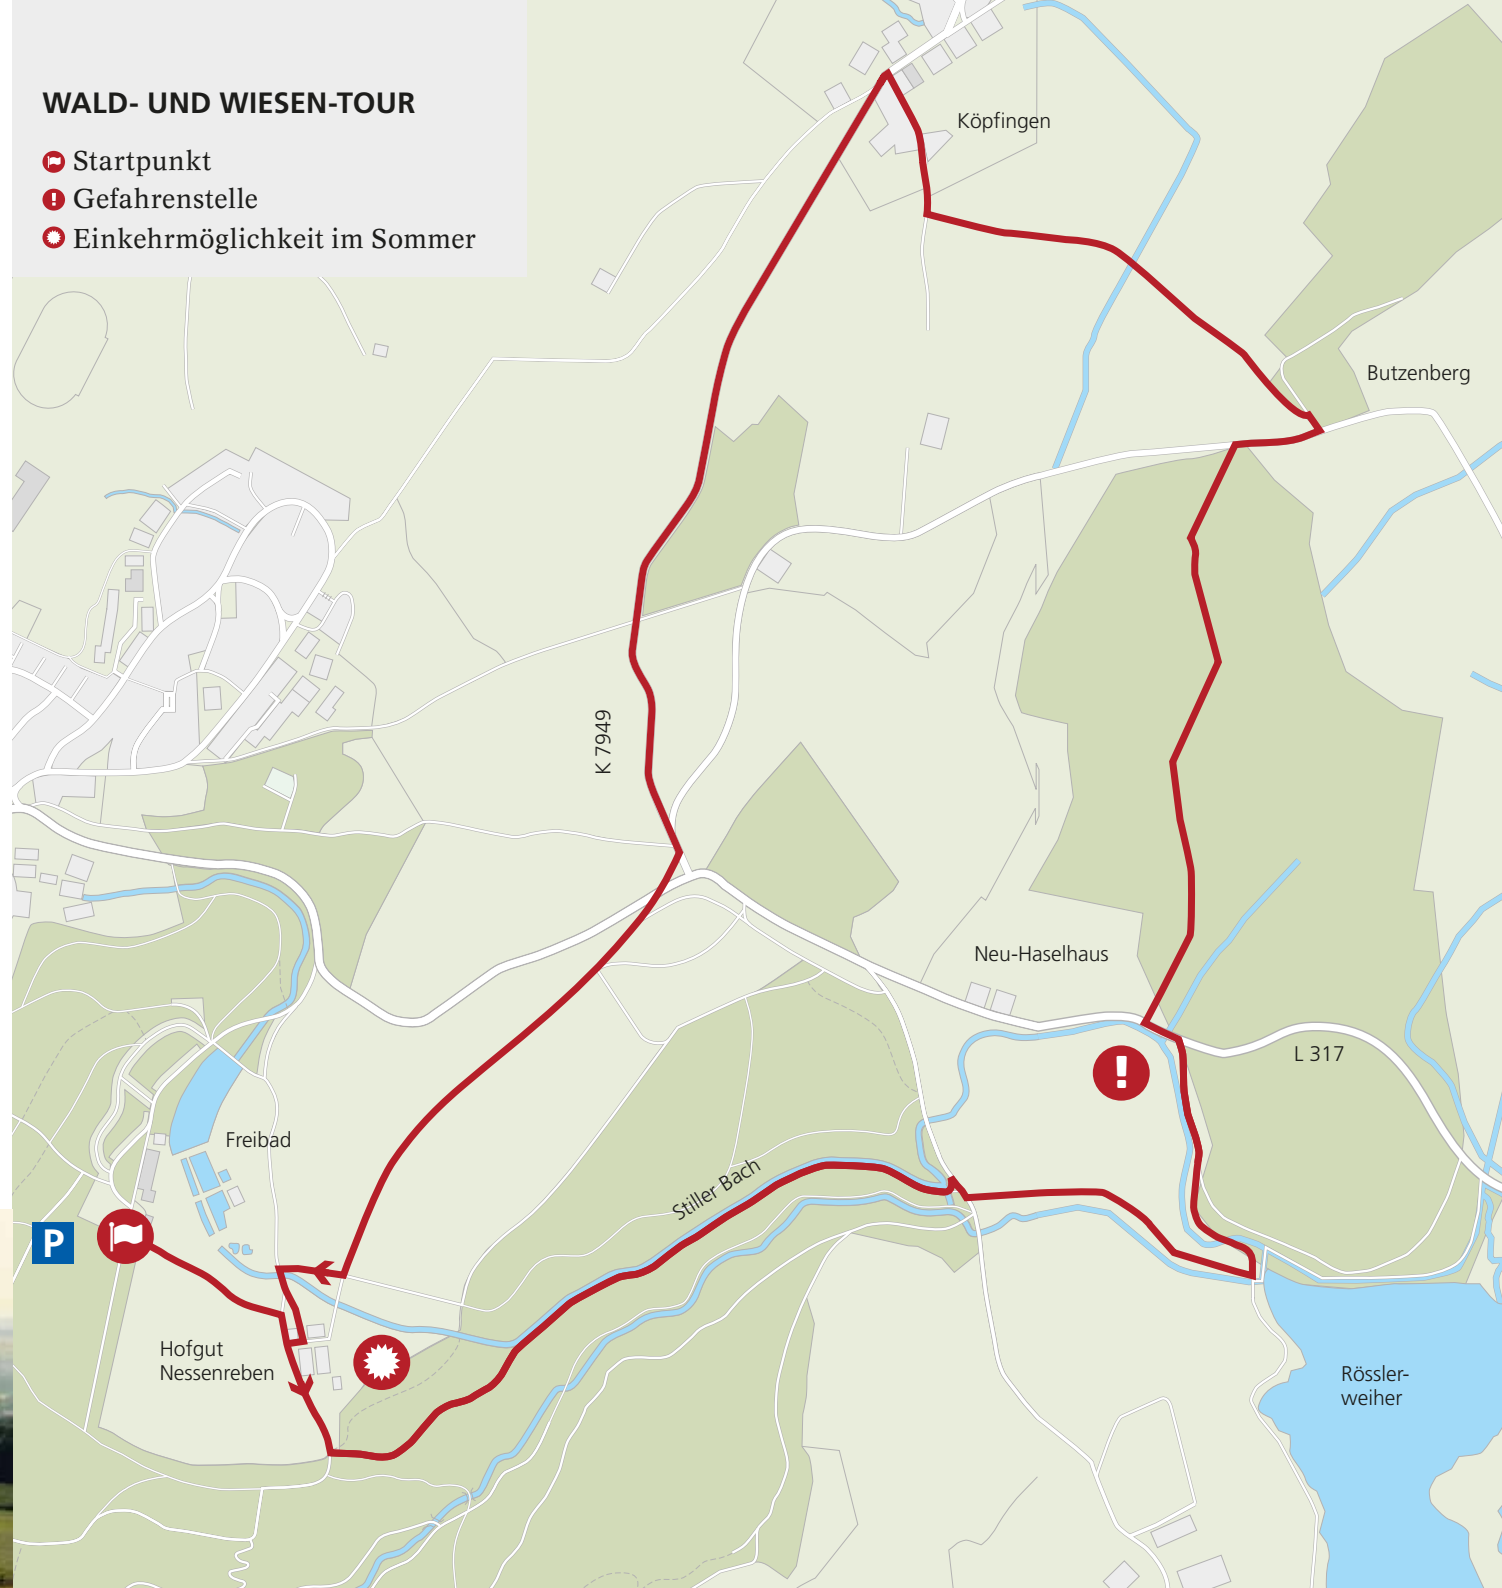 WALD- UND WIESEN-TOUR
Startpunkt
! Gefahrenstelle
Einkehrmöglichkeit im Sommer
Köpfingen
Butzenberg
K 7949
Neu-Haselhaus
L 317
!
Freibad
Stiller Bach
P
Hofgut
Nessenreben
Rössler-
weiher